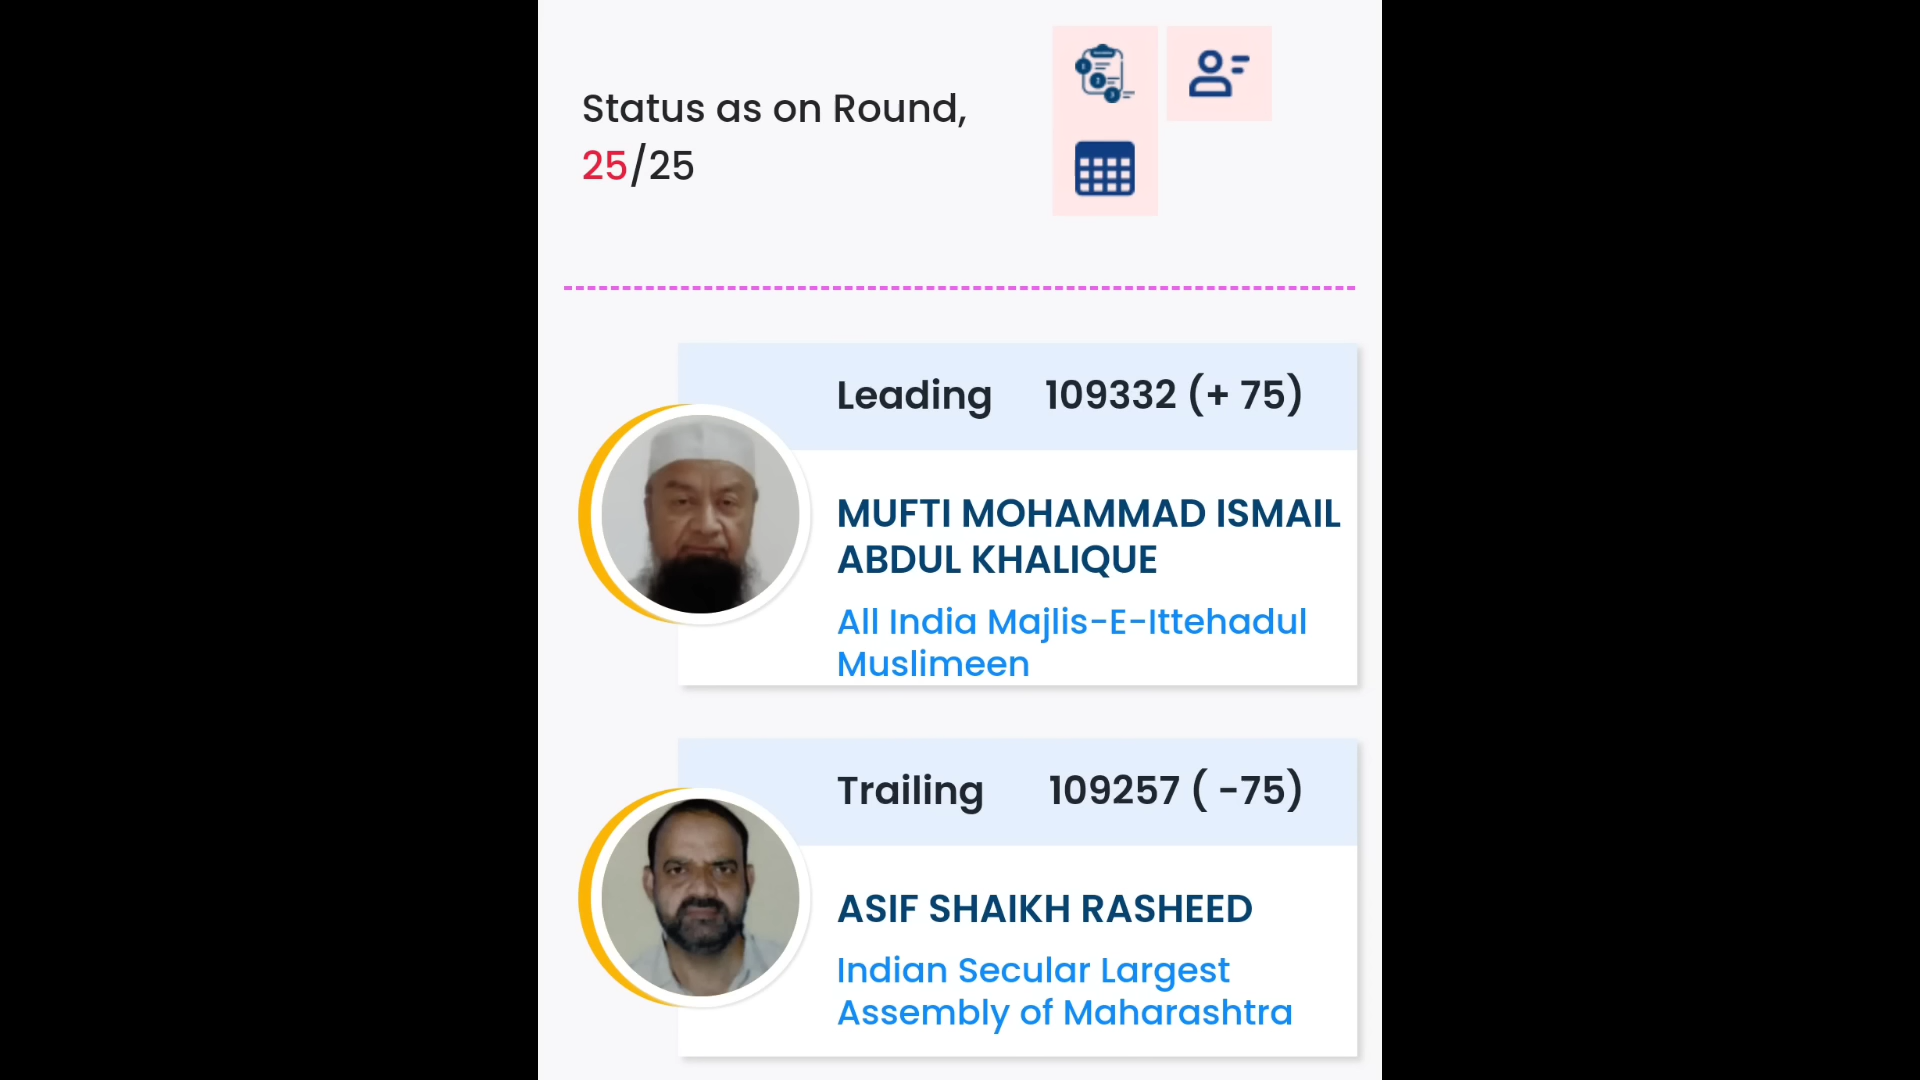 Status as on Round,
25/25
Leading 109332 (+ 75)
MUFTI MOHAMMAD ISMAIL
ABDUL KHALIQUE
All India Majlis-E-Ittehadul
Muslimeen
Trailing 109257 ( -75)
ASIF SHAIKH RASHEED
Indian Secular Largest
Assembly of Maharashtra